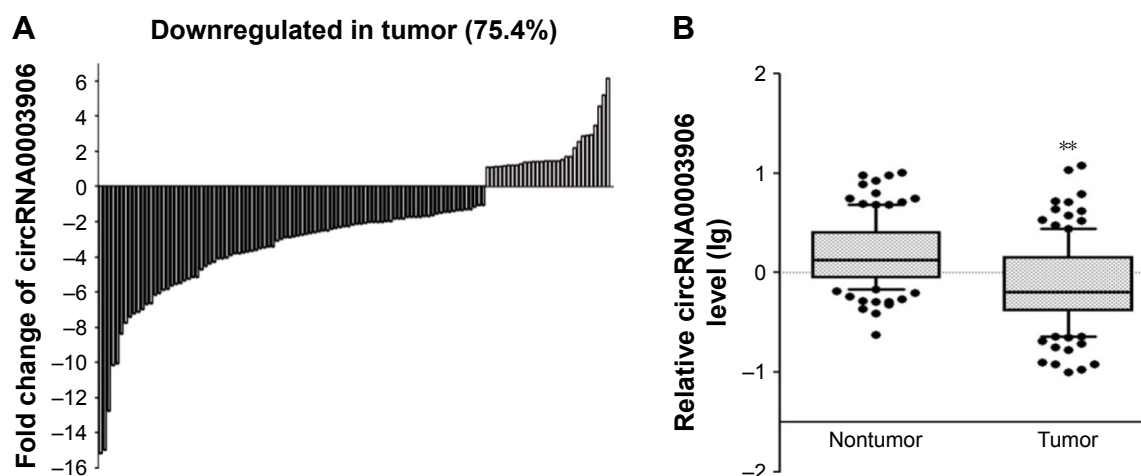 A
Downregulated in tumor (75.4%)
Fold change of circRNA0003906
6
4
2
0
–2
–4
–6
–8
–10
–12
–14
–16
B
Relative circRNA0003906
level (lg)
2
1
0
–1
–2
**
Nontumor
Tumor